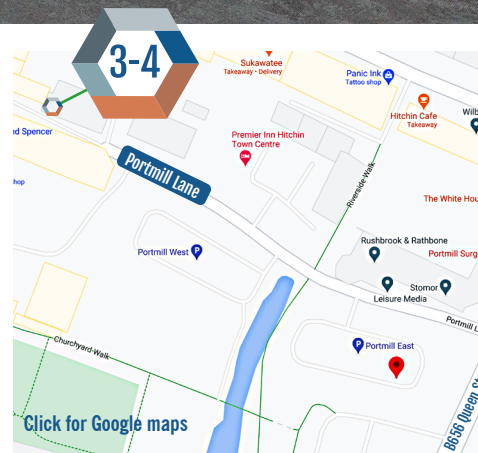 3-4
Sukawatee
Takeaway • Delivery
Panic Ink
Tattoo shop
Hitchin Cafe
Takeaway
Wilb
nd Spencer
Premier Inn Hitchin
Town Centre
Portmill Lane
Riverside Walk
hop
The White Hou
Portmill West
P
Rushbrook & Rathbone
Portmill Surg
Stomor
Leisure Media
Portmill L
P
Portmill East
Churchyard Walk
B656 Queen S
Click for Google maps